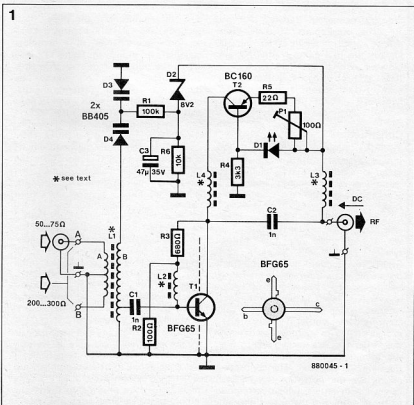 1
D3
2x
BB405
D4
R1
100k
D2
8V2
C3
47µ 35V
R6
10k
BC160
T2
R5
22Ω
P1
100Ω
D1
R4
3k3
L4
*
L3
*
DC
RF
C2
1n
* see text
50...75Ω
A
A
*
L1
B
B
200...300Ω
C1
1n
R3
680Ω
L2
*
R2
100Ω
T1
BFG65
BFG65
e
b
c
e
880045 - 1